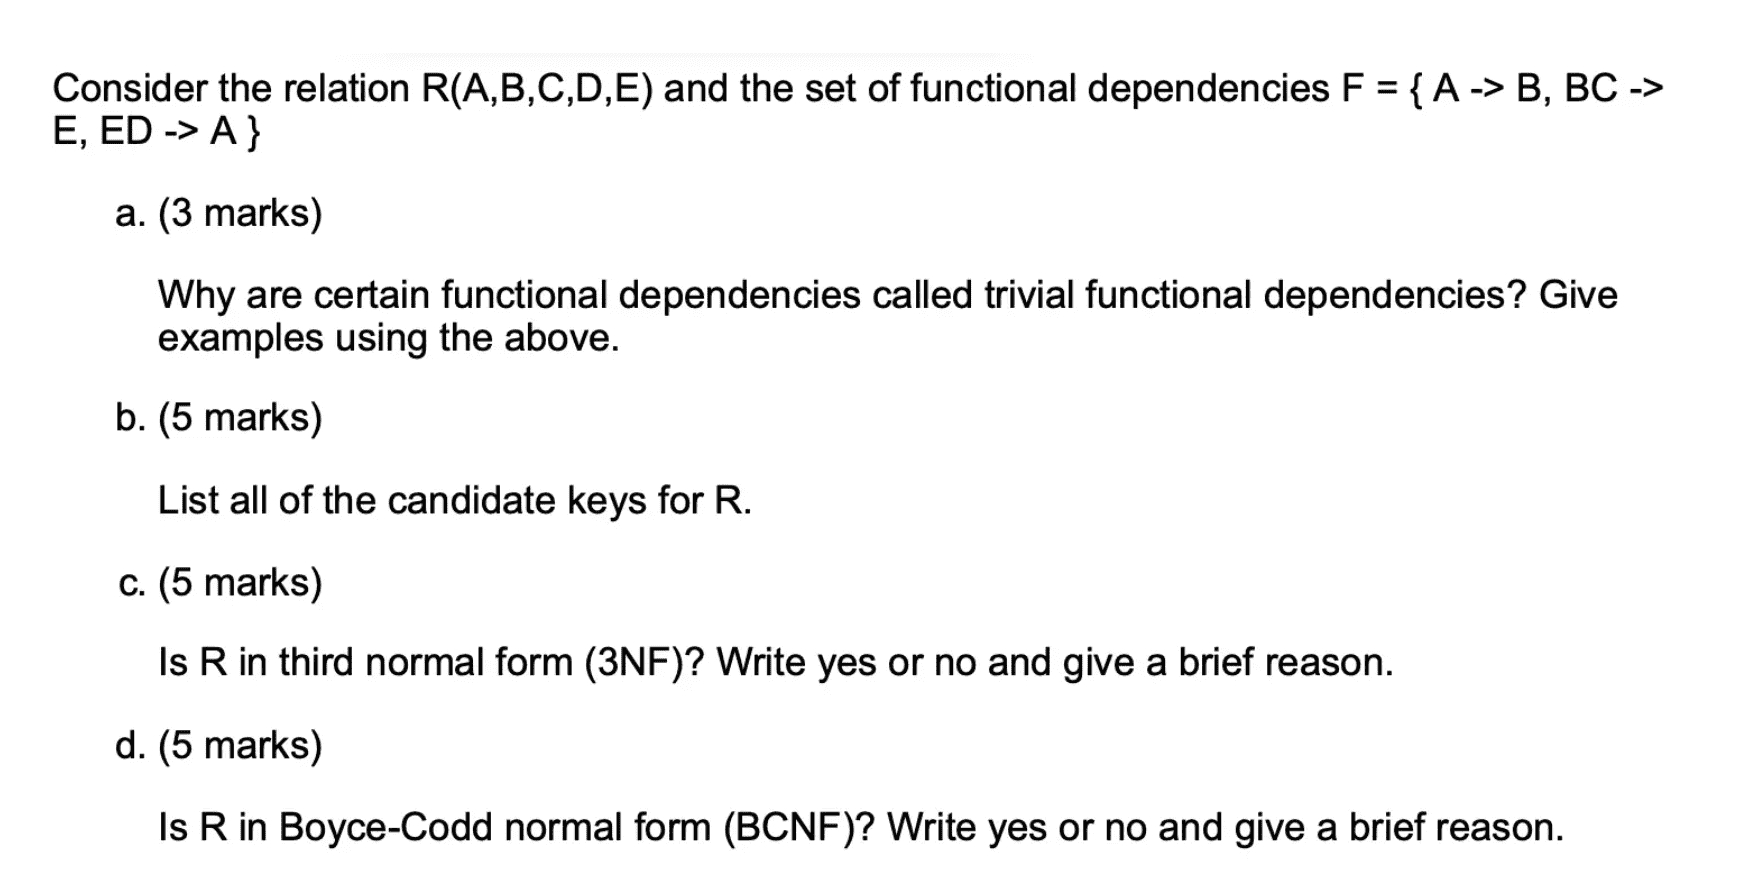 Consider the relation R(A,B,C,D,E) and the set of functional dependencies F = { A -> B, BC ->
E, ED -> A }
a. (3 marks)
Why are certain functional dependencies called trivial functional dependencies? Give
examples using the above.
b. (5 marks)
List all of the candidate keys for R.
c. (5 marks)
Is R in third normal form (3NF)? Write yes or no and give a brief reason.
d. (5 marks)
Is R in Boyce-Codd normal form (BCNF)? Write yes or no and give a brief reason.